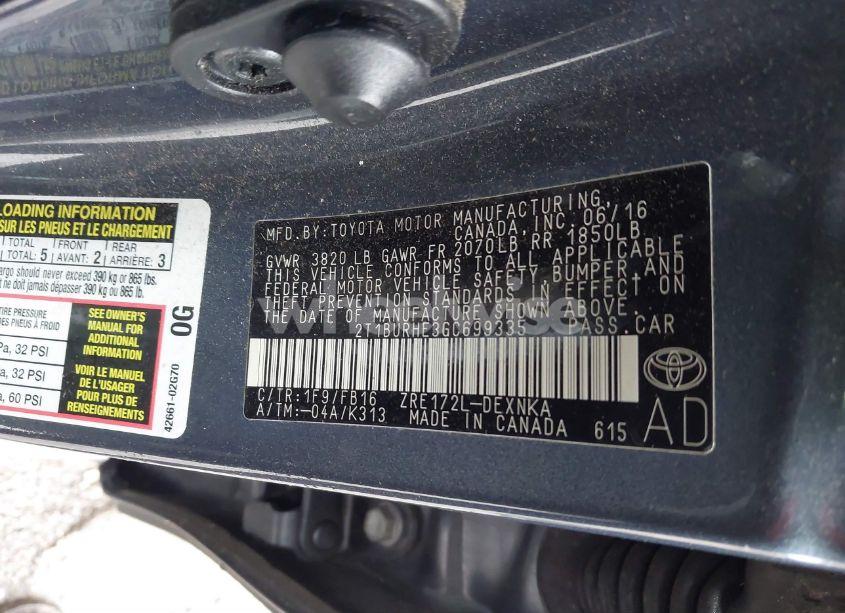 LOADING INFORMATION
SUR LES PNEUS ET LE CHARGEMENT
TOTAL: 5 FRONT AVANT: 2 REAR ARRIÈRE: 3
cargo should never exceed 390 kg or 865 lbs.
ne doit jamais dépasser 390 kg ou 865 lb.
TIRE PRESSURE
DES PNEUS À FROID
Pa, 32 PSI
a, 32 PSI
a, 60 PSI
SEE OWNER'S
MANUAL FOR
ADDITIONAL
INFORMATION
VOIR LE MANUEL
DE L'USAGER
POUR PLUS DE
RENSEIGNEMENTS
0G
42661-02G70
MFD. BY: TOYOTA MOTOR MANUFACTURING,
CANADA, INC. 06/16
GVWR 3820 LB GAWR FR 2070LB RR 1850LB
THIS VEHICLE CONFORMS TO ALL APPLICABLE
FEDERAL MOTOR VEHICLE SAFETY, BUMPER, AND
THEFT PREVENTION STANDARDS IN EFFECT ON
THE DATE OF MANUFACTURE SHOWN ABOVE.
2T1BURHE3GC699335 PASS. CAR
C/TR: 1F9/FB16 ZRE172L-DEXNKA
A/TM: -04A/K313 MADE IN CANADA 615
TOYOTA
AD